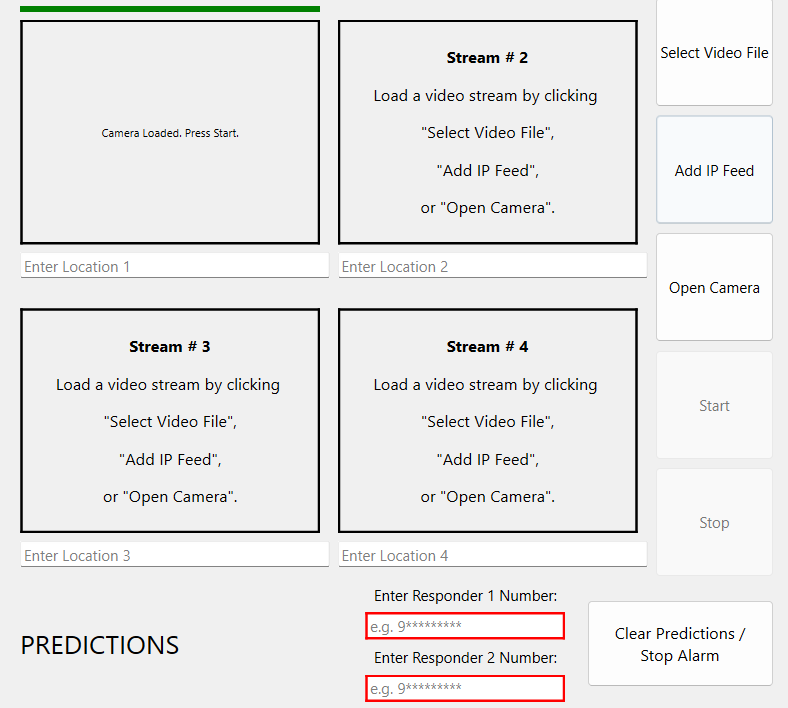 Camera Loaded. Press Start.
Stream # 2
Load a video stream by clicking
"Select Video File",
"Add IP Feed",
or "Open Camera".
Enter Location 1
Enter Location 2
Stream # 3
Load a video stream by clicking
"Select Video File",
"Add IP Feed",
or "Open Camera".
Stream # 4
Load a video stream by clicking
"Select Video File",
"Add IP Feed",
or "Open Camera".
Enter Location 3
Enter Location 4
Select Video File
Add IP Feed
Open Camera
Start
Stop
PREDICTIONS
Enter Responder 1 Number:
e.g. 9*********
Enter Responder 2 Number:
e.g. 9*********
Clear Predictions /
Stop Alarm